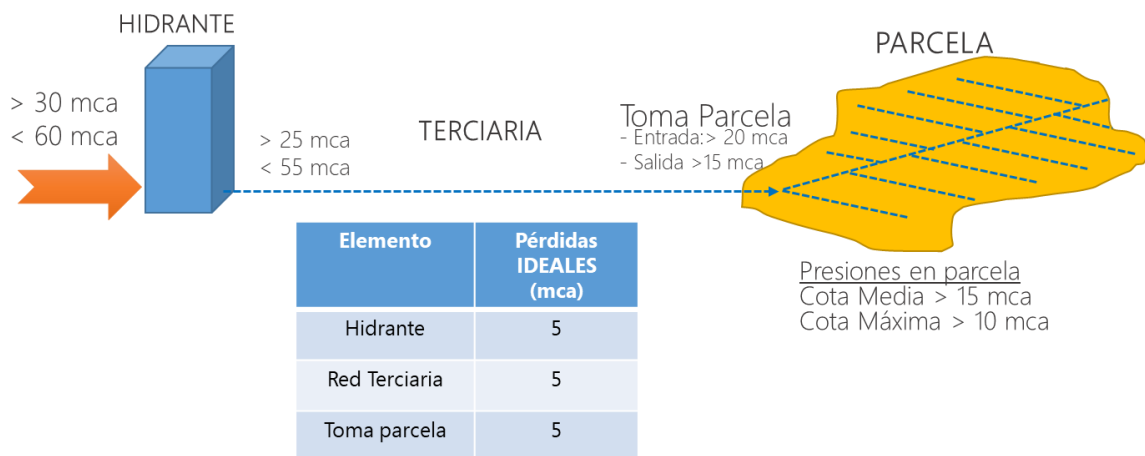 HIDRANTE
> 30 mca
< 60 mca
> 25 mca
< 55 mca
TERCIARIA
Toma Parcela
- Entrada:> 20 mca
- Salida >15 mca
PARCELA
Presiones en parcela
Cota Media > 15 mca
Cota Máxima > 10 mca
Elemento
Pérdidas
IDEALES
(mca)
Hidrante 5
Red Terciaria 5
Toma parcela 5